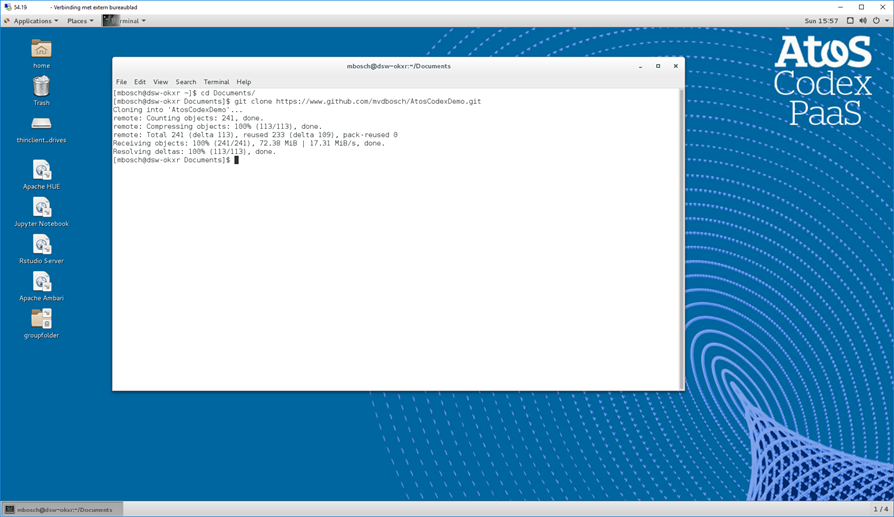 54.19 - Verbinding met extern bureaublad
Applications Places Terminal Sun 15:57
AtoS
Codex
PaaS
home
Trash
thinclient_drives
Apache HUE
Jupyter Notebook
Rstudio Server
Apache Ambari
groupfolder
mbosch@dsw-okxr:~/Documents
File Edit View Search Terminal Help
[mbosch@dsw-okxr ~]$ cd Documents/
[mbosch@dsw-okxr Documents]$ git clone https://www.github.com/mvdbosch/AtosCodexDemo.git
Cloning into 'AtosCodexDemo'...
remote: Counting objects: 241, done.
remote: Compressing objects: 100% (113/113), done.
remote: Total 241 (delta 113), reused 233 (delta 109), pack-reused 0
Receiving objects: 100% (241/241), 72.38 MiB | 17.31 MiB/s, done.
Resolving deltas: 100% (113/113), done.
[mbosch@dsw-okxr Documents]$
mbosch@dsw-okxr:~/Documents
1 / 4